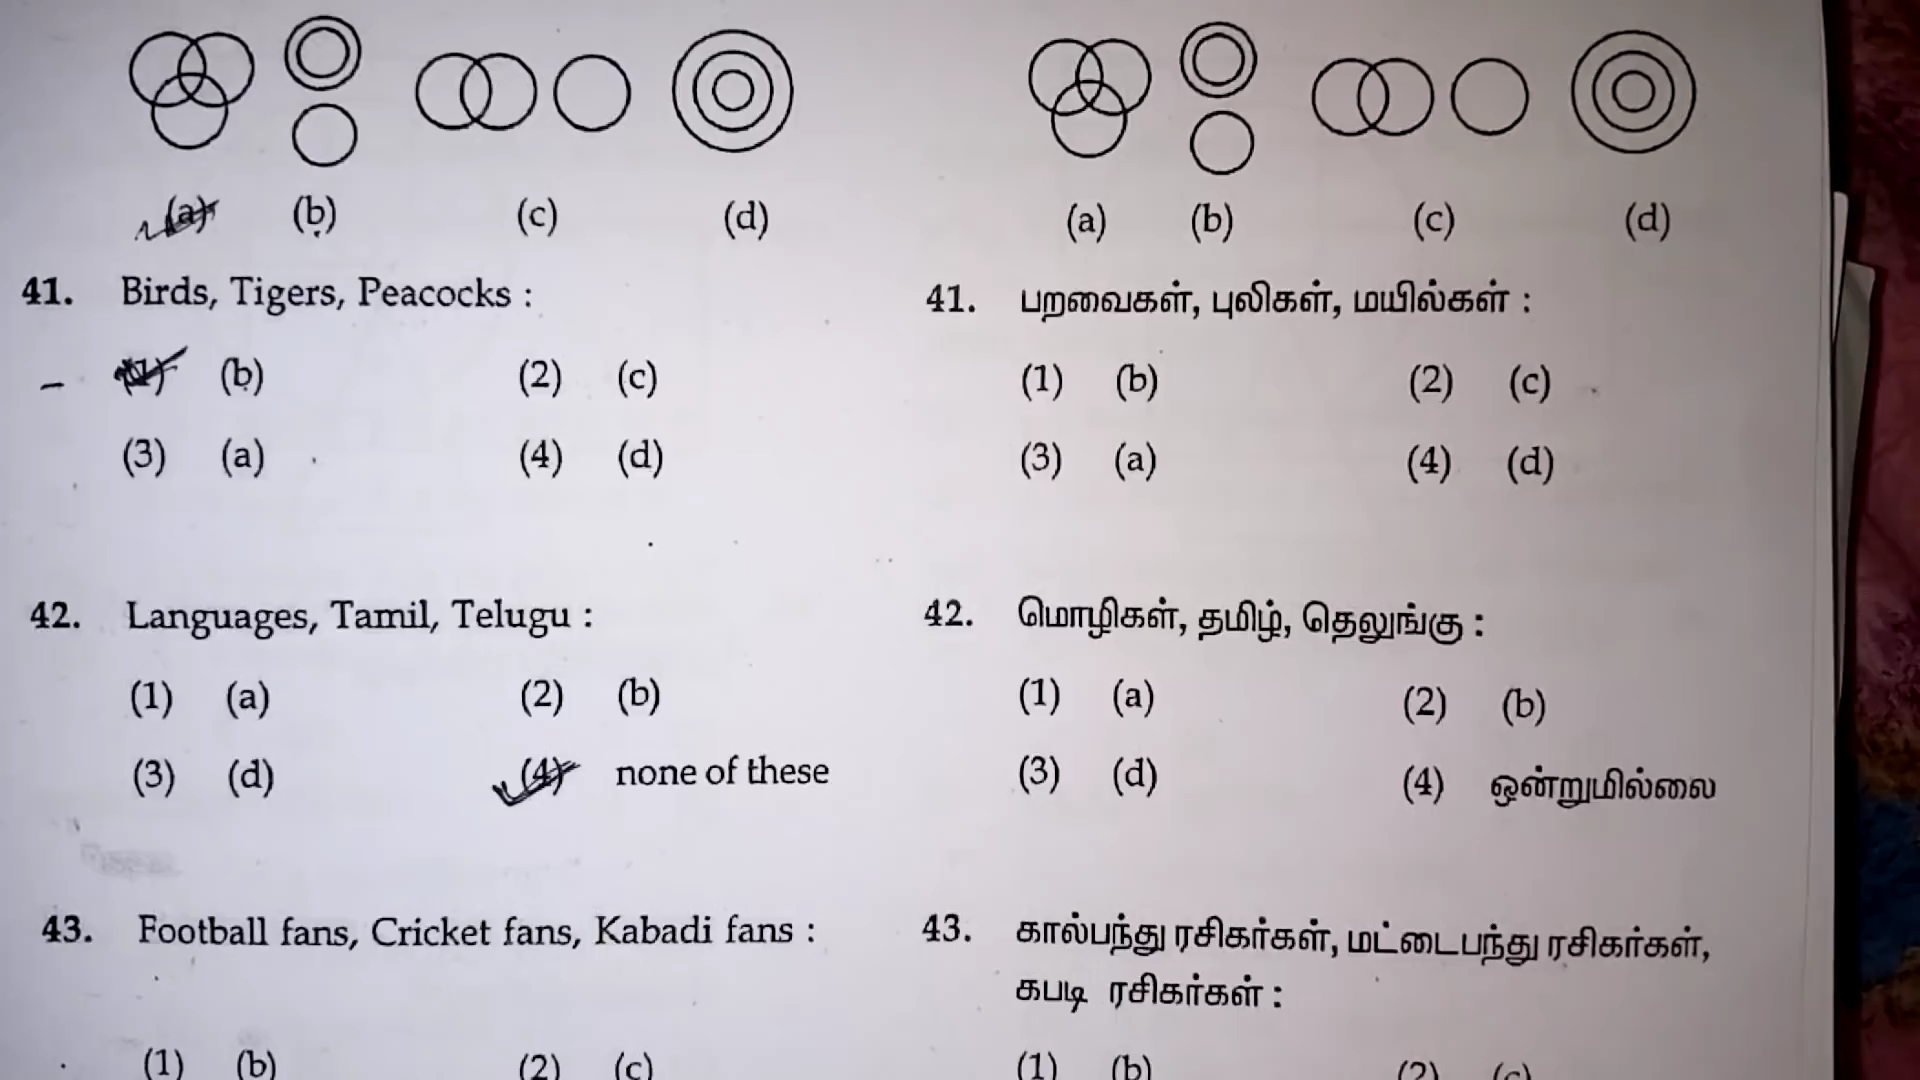 (a) (b) (c) (d)
41. Birds, Tigers, Peacocks :
(1) (b) (2) (c)
(3) (a) (4) (d)
42. Languages, Tamil, Telugu :
(1) (a) (2) (b)
(3) (d) (4) none of these
43. Football fans, Cricket fans, Kabadi fans :
(1) (b) (2) (c)
(a) (b) (c) (d)
41. பறவைகள், புலிகள், மயில்கள் :
(1) (b) (2) (c)
(3) (a) (4) (d)
42. மொழிகள், தமிழ், தெலுங்கு :
(1) (a) (2) (b)
(3) (d) (4) ஒன்றுமில்லை
43. கால்பந்து ரசிகர்கள், மட்டைபந்து ரசிகர்கள்,
கபடி ரசிகர்கள் :
(1) (b) (2) (c)